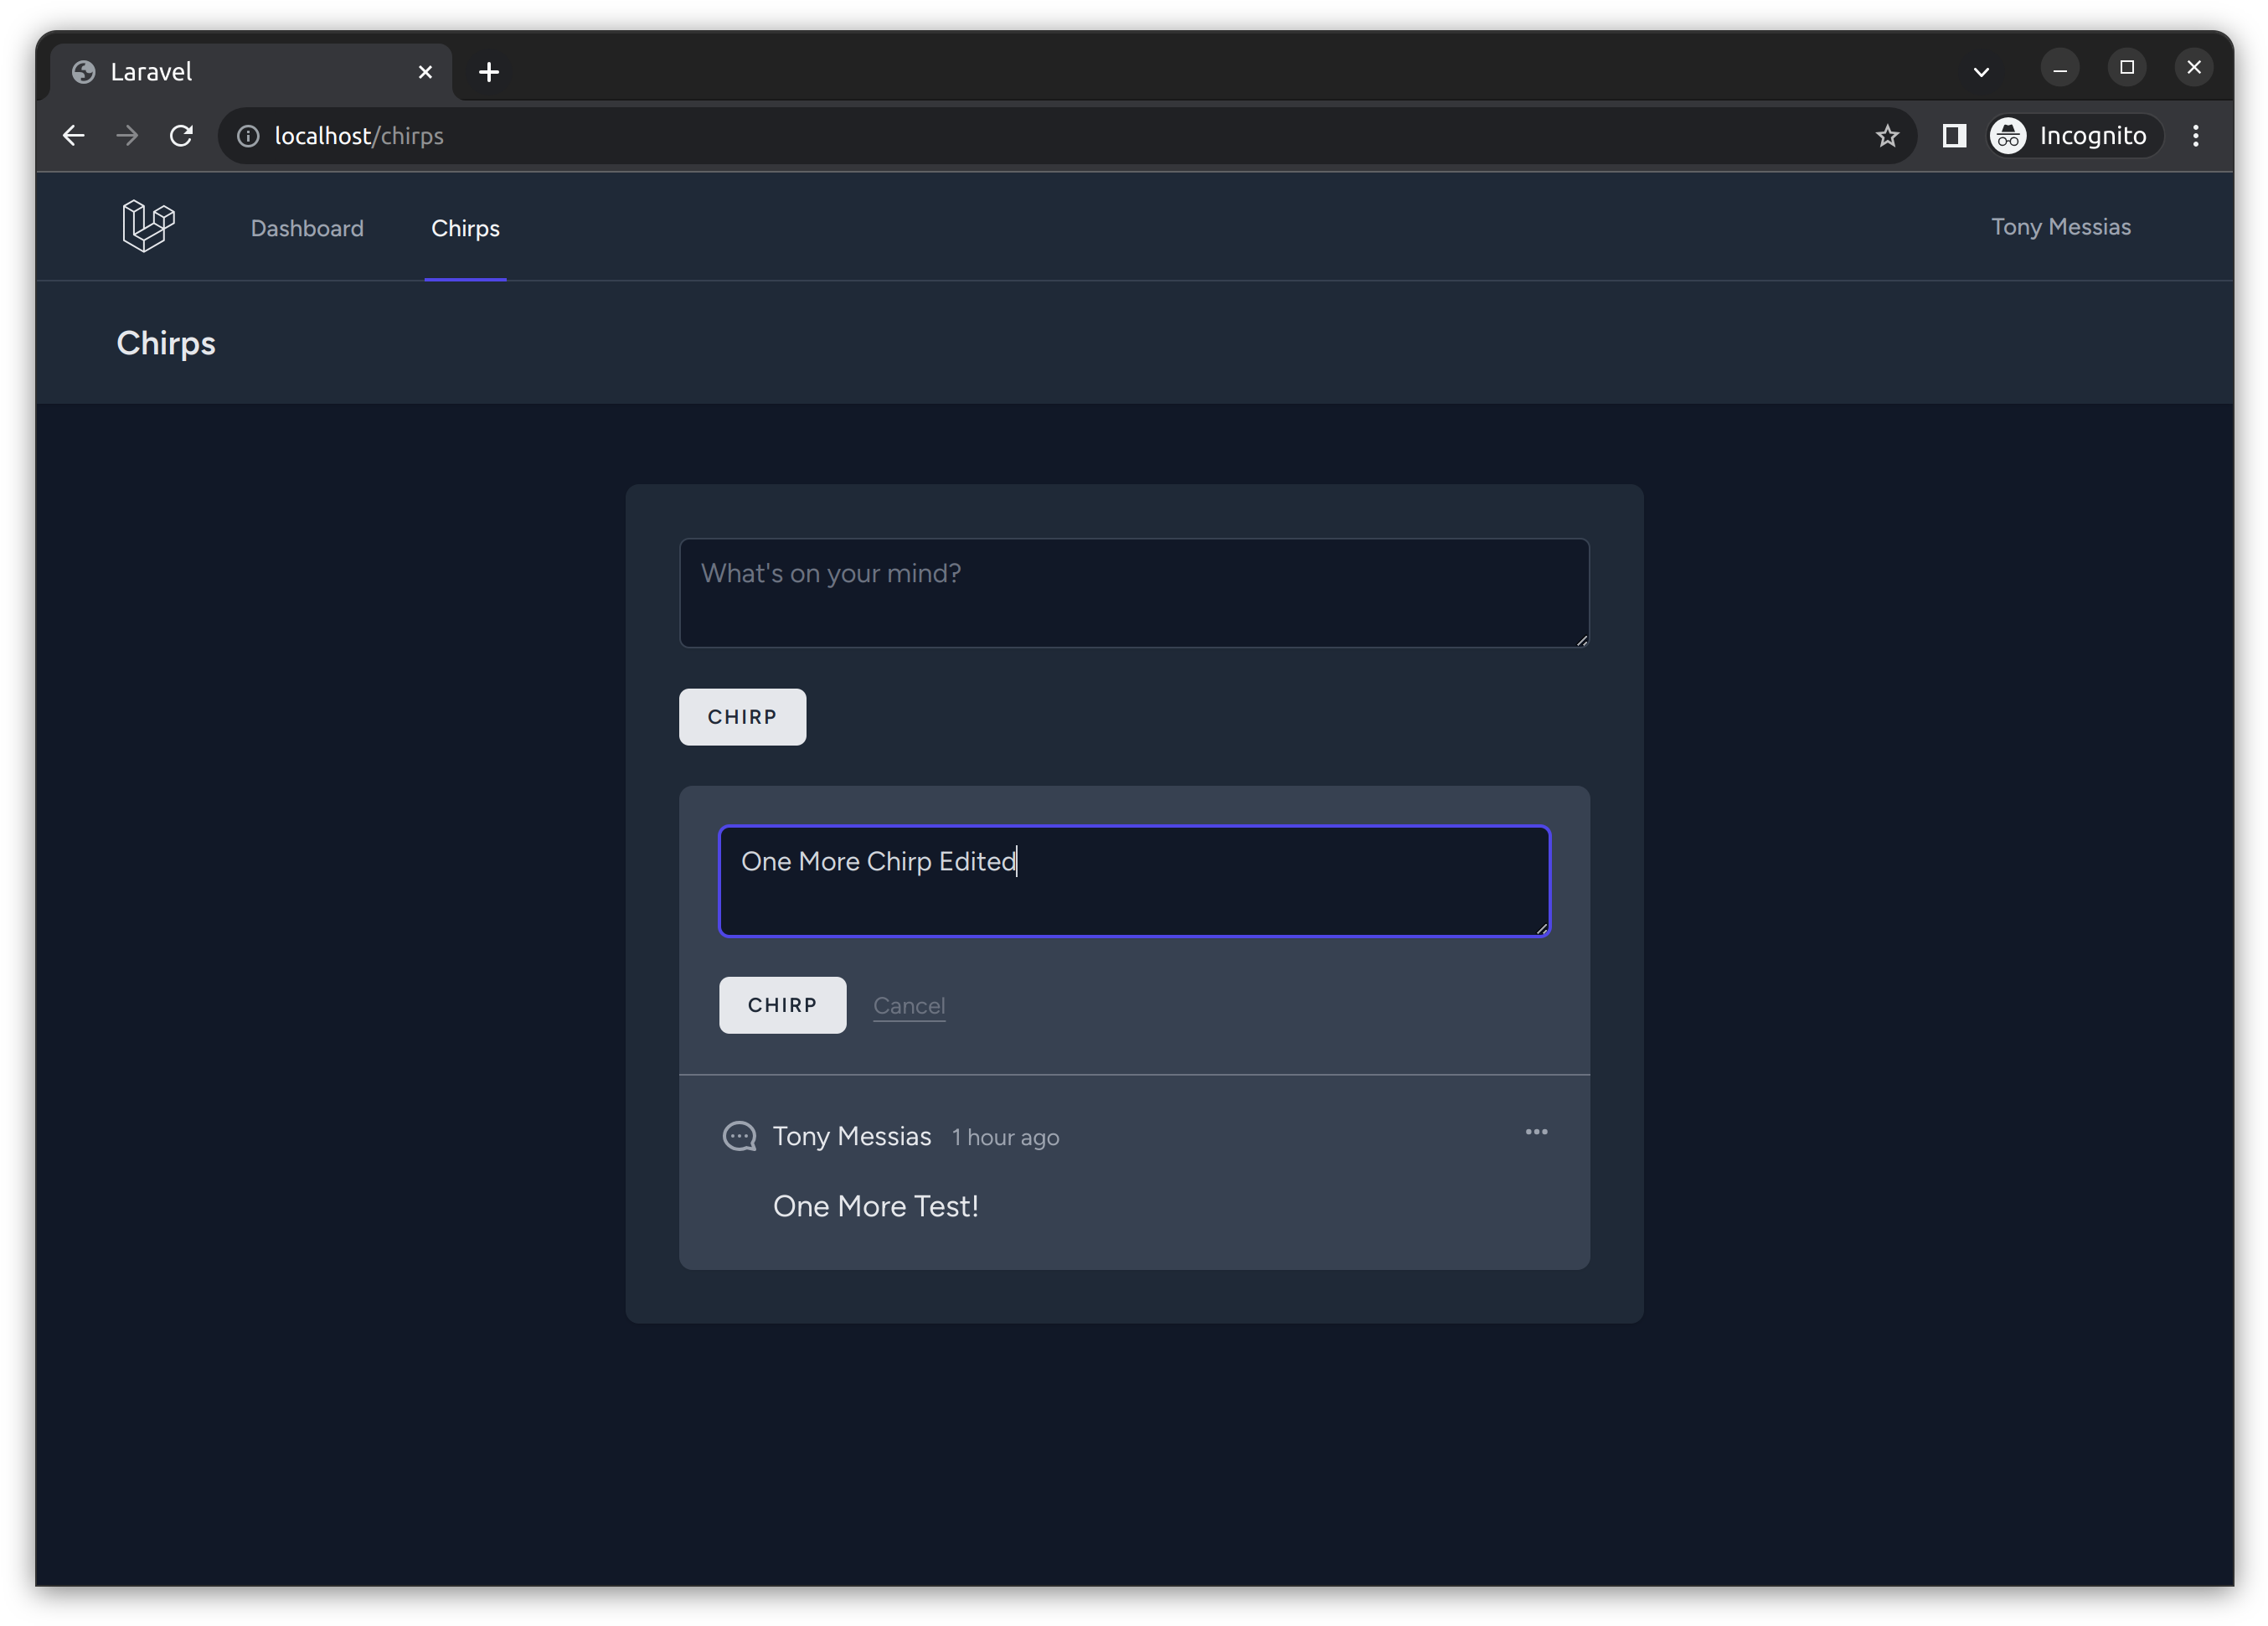 Laravel
localhost/chirps
Incognito
Dashboard
Chirps
Tony Messias
Chirps
What's on your mind?
CHIRP
One More Chirp Edited
CHIRP
Cancel
Tony Messias 1 hour ago
One More Test!